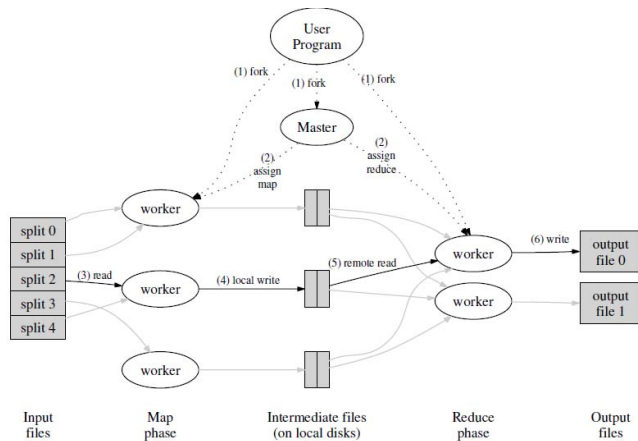 User
Program
(1) fork
(1) fork
(1) fork
Master
(2)
assign
map
(2)
assign
reduce
worker
split 0
split 1
split 2
split 3
split 4
(3) read
worker
(4) local write
(5) remote read
worker
(6) write
output
file 0
worker
output
file 1
worker
Input
files
Map
phase
Intermediate files
(on local disks)
Reduce
phase
Output
files